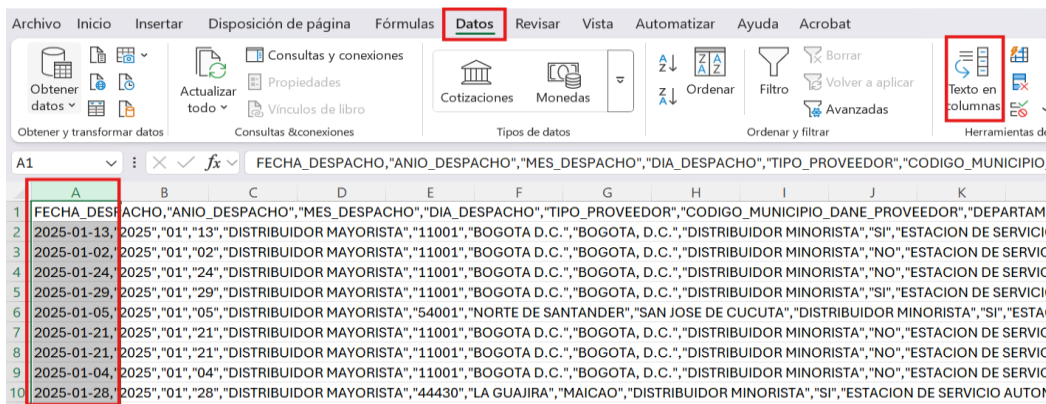 Archivo Inicio Insertar Disposición de página Fórmulas Datos Revisar Vista Automatizar Ayuda Acrobat
Obtener datos
Actualizar todo
Consultas y conexiones
Propiedades
Vínculos de libro
Cotizaciones Monedas
Ordenar
Filtro
Borrar
Volver a aplicar
Avanzadas
Texto en columnas
Obtener y transformar datos Consultas &conexiones Tipos de datos Ordenar y filtrar Herramientas de
A1 fx FECHA_DESPACHO,"ANIO_DESPACHO","MES_DESPACHO","DIA_DESPACHO","TIPO_PROVEEDOR","CODIGO_MUNICIPIO_
A B C D E F G H I J K
1 FECHA_DESPACHO,"ANIO_DESPACHO","MES_DESPACHO","DIA_DESPACHO","TIPO_PROVEEDOR","CODIGO_MUNICIPIO_DANE_PROVEEDOR","DEPARTAM
2 2025-01-13,"2025","01","13","DISTRIBUIDOR MAYORISTA","11001","BOGOTA D.C.","BOGOTA, D.C.","DISTRIBUIDOR MINORISTA","SI","ESTACION DE SERVICI
3 2025-01-02,"2025","01","02","DISTRIBUIDOR MAYORISTA","11001","BOGOTA D.C.","BOGOTA, D.C.","DISTRIBUIDOR MINORISTA","NO","ESTACION DE SERVIC
4 2025-01-24,"2025","01","24","DISTRIBUIDOR MAYORISTA","11001","BOGOTA D.C.","BOGOTA, D.C.","DISTRIBUIDOR MINORISTA","NO","ESTACION DE SERVIC
5 2025-01-29,"2025","01","29","DISTRIBUIDOR MAYORISTA","11001","BOGOTA D.C.","BOGOTA, D.C.","DISTRIBUIDOR MINORISTA","SI","ESTACION DE SERVICI
6 2025-01-05,"2025","01","05","DISTRIBUIDOR MAYORISTA","54001","NORTE DE SANTANDER","SAN JOSE DE CUCUTA","DISTRIBUIDOR MINORISTA","SI","ESTA
7 2025-01-21,"2025","01","21","DISTRIBUIDOR MAYORISTA","11001","BOGOTA D.C.","BOGOTA, D.C.","DISTRIBUIDOR MINORISTA","NO","ESTACION DE SERVIC
8 2025-01-21,"2025","01","21","DISTRIBUIDOR MAYORISTA","11001","BOGOTA D.C.","BOGOTA, D.C.","DISTRIBUIDOR MINORISTA","NO","ESTACION DE SERVIC
9 2025-01-04,"2025","01","04","DISTRIBUIDOR MAYORISTA","11001","BOGOTA D.C.","BOGOTA, D.C.","DISTRIBUIDOR MINORISTA","NO","ESTACION DE SERVIC
10 2025-01-28,"2025","01","28","DISTRIBUIDOR MAYORISTA","44430","LA GUAJIRA","MAICAO","DISTRIBUIDOR MINORISTA","SI","ESTACION DE SERVICIO AUTOM